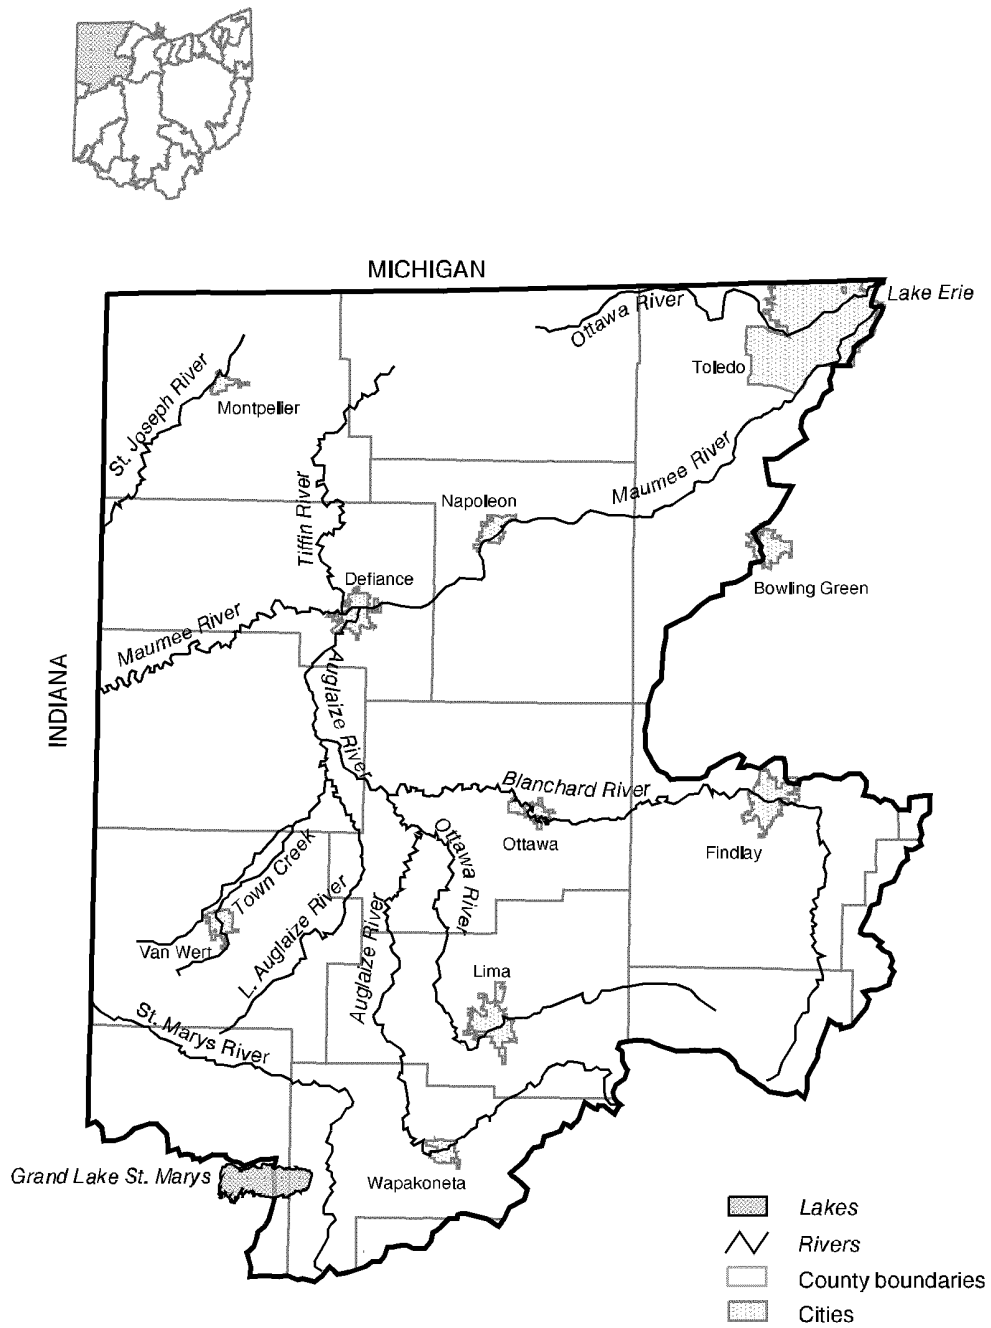 MICHIGAN
Lake Erie
Ottawa River
Toledo
St. Joseph River
Montpelier
Maumee River
Tiffin River
Napoleon
Defiance
Bowling Green
Maumee River
INDIANA
Auglaize River
Blanchard River
Ottawa
Findlay
Ottawa River
Town Creek
Van Wert
L. Auglaize River
Auglaize River
Lima
St. Marys River
Grand Lake St. Marys
Wapakoneta
Lakes
Rivers
County boundaries
Cities